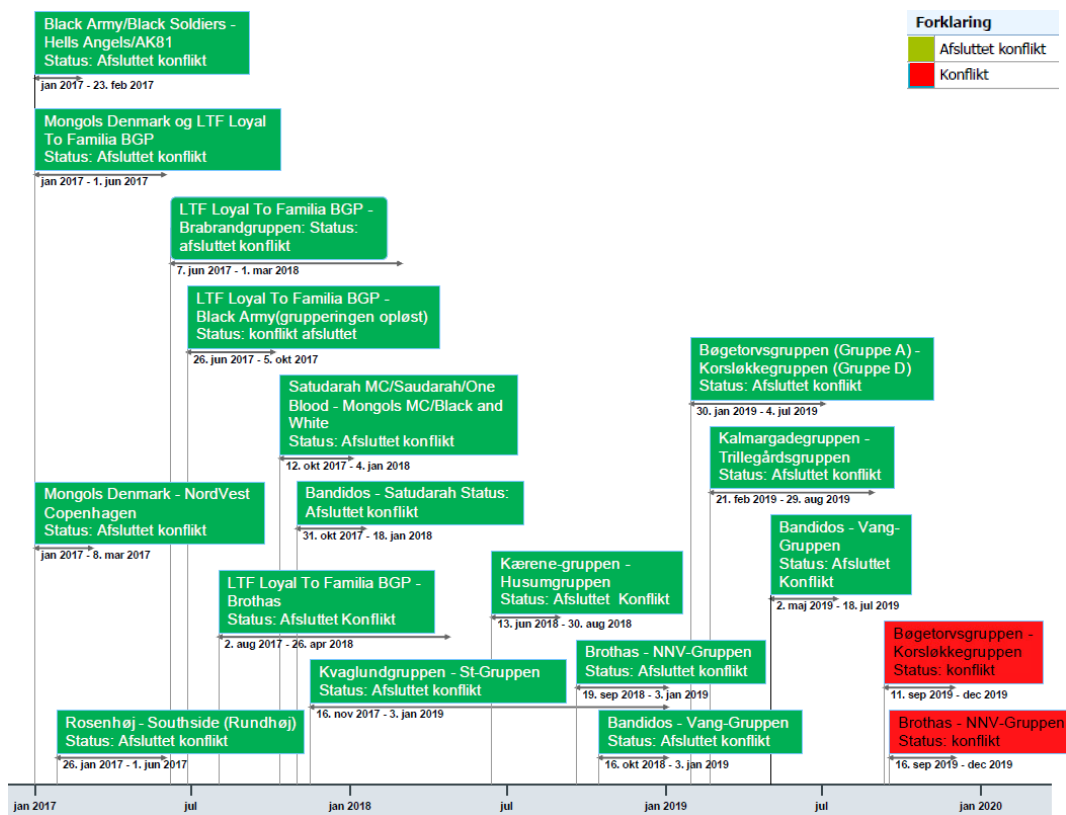 Black Army/Black Soldiers -
Hells Angels/AK81
Status: Afsluttet konflikt
jan 2017 - 23. feb 2017
Forklaring
Afsluttet konflikt
Konflikt
Mongols Denmark og LTF Loyal
To Familia BGP
Status: Afsluttet konflikt
jan 2017 - 1. jun 2017
LTF Loyal To Familia BGP -
Brabrandgruppen: Status:
afsluttet konflikt
7. jun 2017 - 1. mar 2018
LTF Loyal To Familia BGP -
Black Army(grupperingen opløst)
Status: konflikt afsluttet
26. jun 2017 - 5. okt 2017
Bøgetorvsgruppen (Gruppe A) -
Korsløkkegruppen (Gruppe D)
Status: Afsluttet konflikt
30. jan 2019 - 4. jul 2019
Satudarah MC/Saudarah/One
Blood - Mongols MC/Black and
White
Status: Afsluttet konflikt
12. okt 2017 - 4. jan 2018
Kalmargadegruppen -
Trillegårdsgruppen
Status: Afsluttet konflikt
21. feb 2019 - 29. aug 2019
Mongols Denmark - NordVest
Copenhagen
Status: Afsluttet konflikt
jan 2017 - 8. mar 2017
Bandidos - Satudarah Status:
Afsluttet konflikt
31. okt 2017 - 18. jan 2018
Bandidos - Vang-
Gruppen
Status: Afsluttet
Konflikt
2. maj 2019 - 18. jul 2019
Kærene-gruppen -
Husumgruppen
Status: Afsluttet Konflikt
13. jun 2018 - 30. aug 2018
LTF Loyal To Familia BGP -
Brothas
Status: Afsluttet Konflikt
2. aug 2017 - 26. apr 2018
Bøgetorvsgruppen -
Korsløkkegruppen
Status: konflikt
11. sep 2019 - dec 2019
Brothas - NNV-Gruppen
Status: Afsluttet konflikt
19. sep 2018 - 3. jan 2019
Kvaglundgruppen - St-Gruppen
Status: Afsluttet konflikt
16. nov 2017 - 3. jan 2019
Rosenhøj - Southside (Rundhøj)
Status: Afsluttet konflikt
26. jan 2017 - 1. jun 2017
Bandidos - Vang-Gruppen
Status: Afsluttet konflikt
16. okt 2018 - 3. jan 2019
Brothas - NNV-Gruppen
Status: konflikt
16. sep 2019 - dec 2019
jan 2017 jul jan 2018 jul jan 2019 jul jan 2020